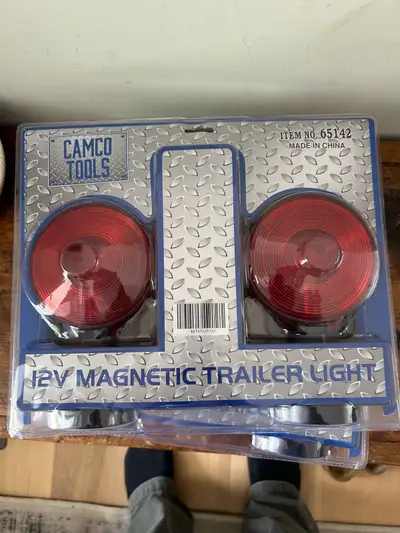 CAMCO
TOOLS
ITEM NO. 65142
MADE IN CHINA
12V MAGNETIC TRAILER LIGHT